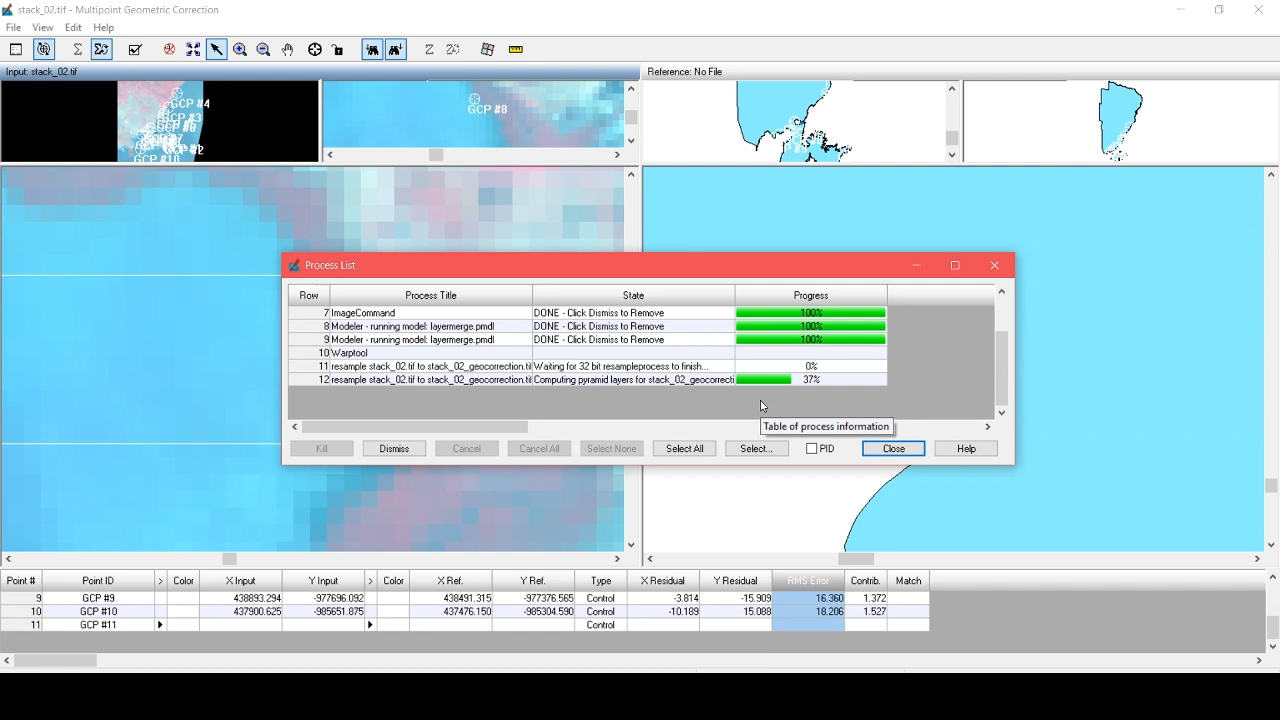 stack_02.tif - Multipoint Geometric Correction
File View Edit Help
Input: stack_02.tif
Reference: No File
GCP #4
GCP #3
GCP #10
GCP #8
Process List
Row Process Title State Progress
7 ImageCommand DONE - Click Dismiss to Remove 100%
8 Modeler - running model: layermerge.pmdl DONE - Click Dismiss to Remove 100%
9 Modeler - running model: layermerge.pmdl DONE - Click Dismiss to Remove 100%
10 Warptool
11 resample stack_02.tif to stack_02_geocorrection.ti Waiting for 32 bit resampleprocess to finish... 0%
12 resample stack_02.tif to stack_02_geocorrection.ti Computing pyramid layers for stack_02_geocorrecti 37%
Table of process information
Kill Dismiss Cancel Cancel All Select None Select All Select... PID Close Help
Point # Point ID > Color X Input Y Input > Color X Ref. Y Ref. Type X Residual Y Residual RMS Error Contrib. Match
9 GCP #9 438893.294 -977696.092 438491.315 -977376.565 Control -3.814 -15.909 16.360 1.372
10 GCP #10 437900.625 -985651.875 437476.150 -985304.590 Control -10.189 15.088 18.206 1.527
11 GCP #11 Control